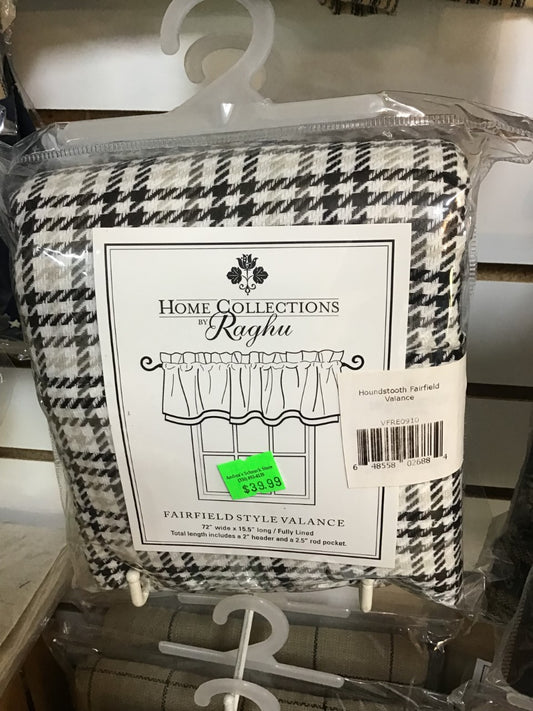 HOME COLLECTIONS
BY Raghu
Houndstooth Fairfield
Valance
VFRE0910
6 48558 02688 4
$39.99
FAIRFIELD STYLE VALANCE
72" wide x 15.5" long / Fully Lined
Total length includes a 2" header and a 2.5" rod pocket.